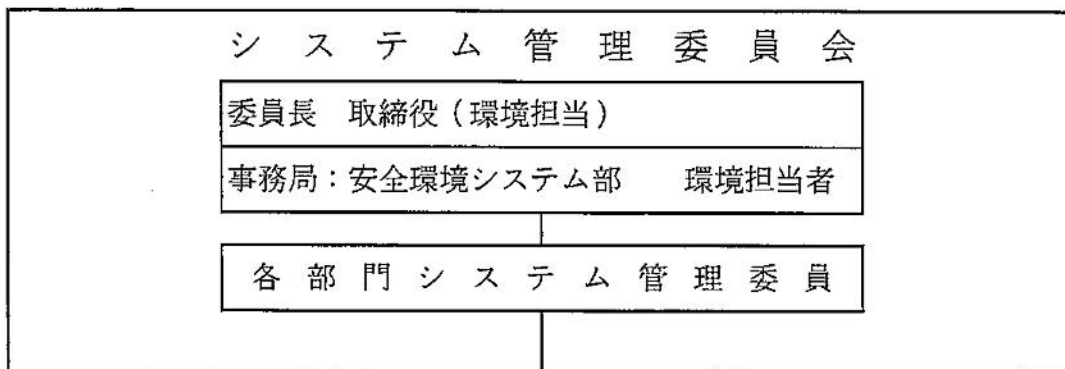 システム管理委員会
委員長 取締役(環境担当)
事務局:安全環境システム部 環境担当者
各部門システム管理委員